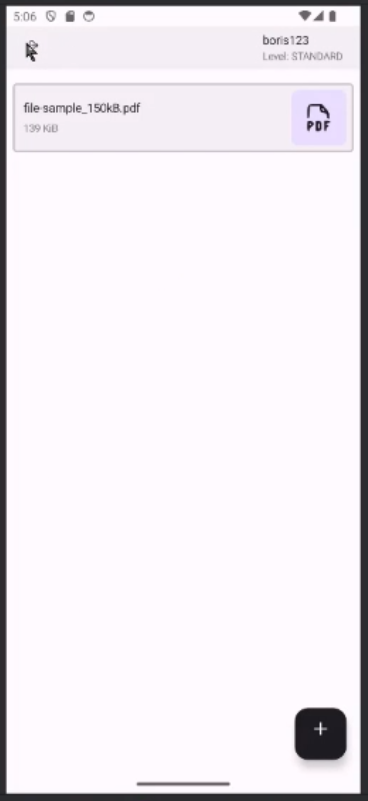 5:06
boris123
Level: STANDARD
file-sample_150kB.pdf
139 KiB
PDF
+